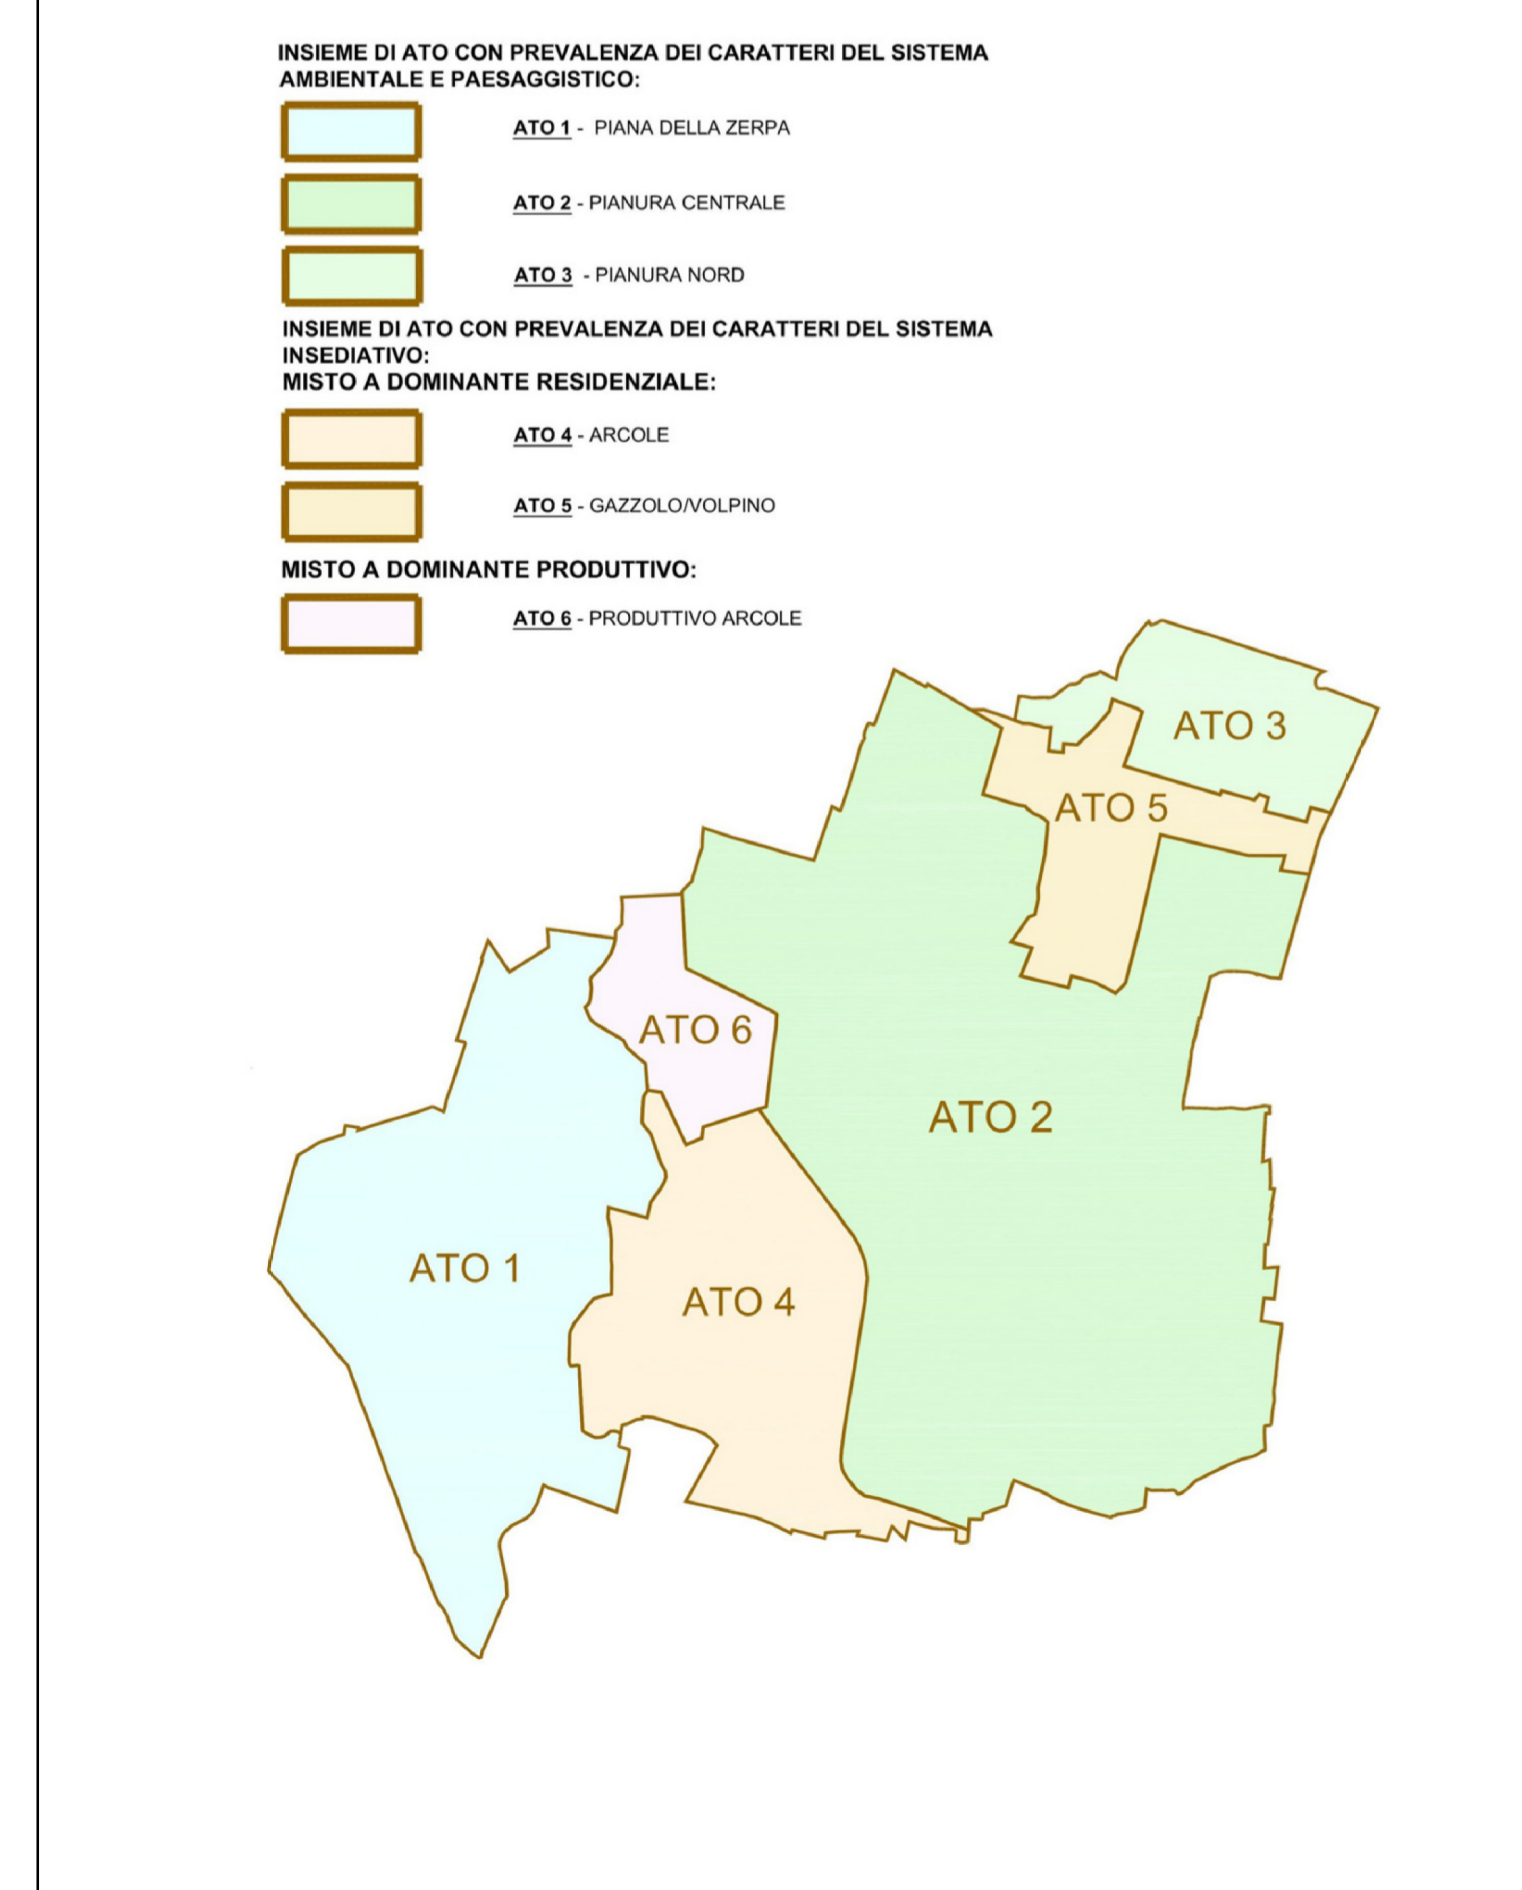 INSIEME DI ATO CON PREVALENZA DEI CARATTERI DEL SISTEMA
AMBIENTALE E PAESAGGISTICO:
ATO 1 - PIANA DELLA ZERPA
ATO 2 - PIANURA CENTRALE
ATO 3 - PIANURA NORD
INSIEME DI ATO CON PREVALENZA DEI CARATTERI DEL SISTEMA
INSEDIATIVO:
MISTO A DOMINANTE RESIDENZIALE:
ATO 4 - ARCOLE
ATO 5 - GAZZOLO/VOLPINO
MISTO A DOMINANTE PRODUTTIVO:
ATO 6 - PRODUTTIVO ARCOLE
ATO 3
ATO 5
ATO 6
ATO 2
ATO 1
ATO 4